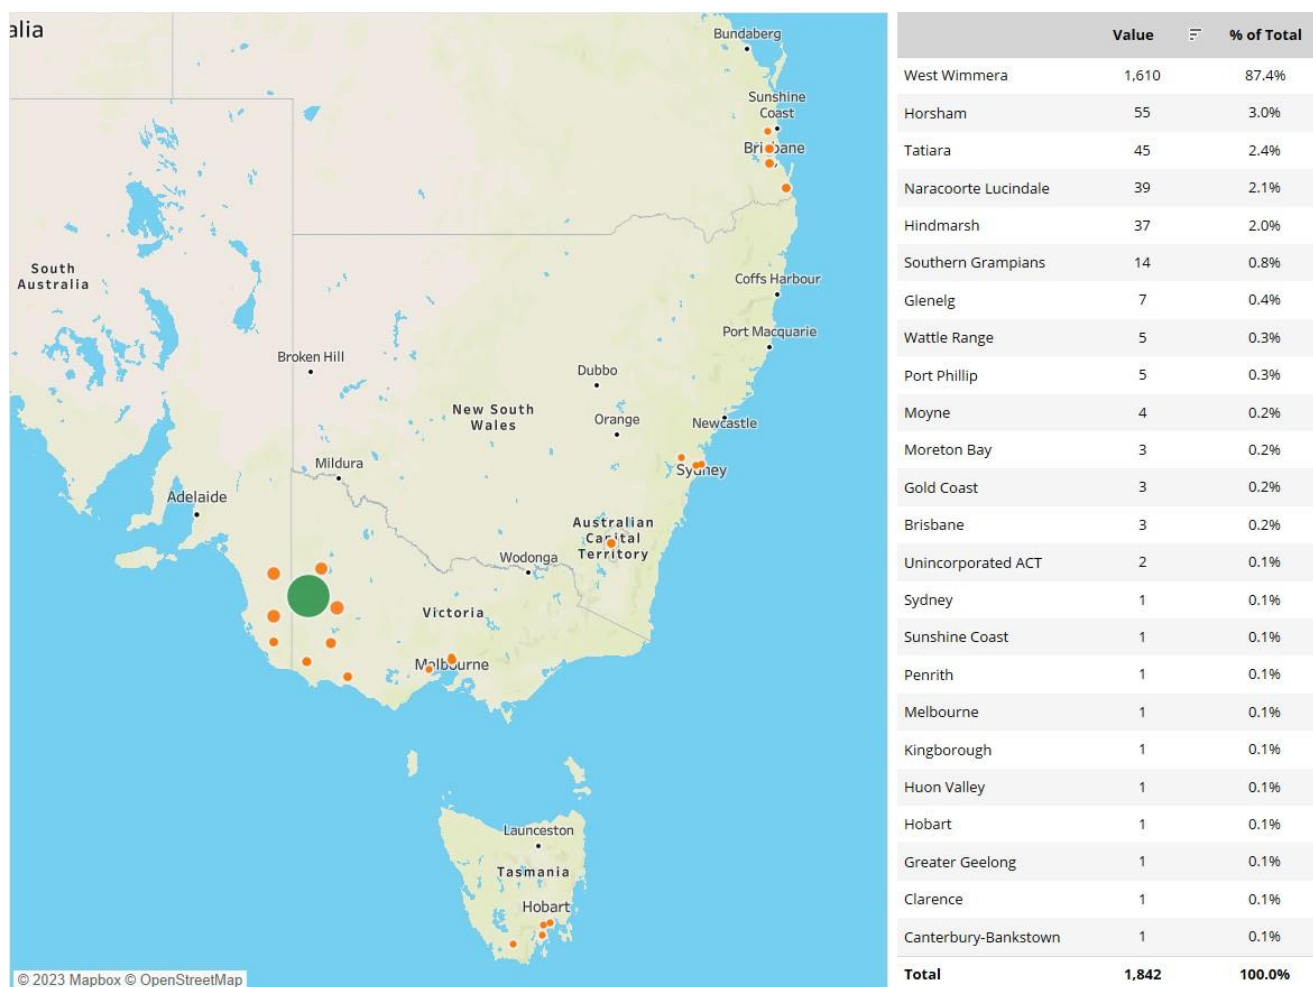 alia
Bundaberg
Sunshine
Coast
Brisbane
South
Australia
Coffs Harbour
Port Macquarie
Broken Hill
Dubbo
New South
Wales
Orange
Newcastle
Mildura
Sydney
Adelaide
Australian
Capital
Territory
Wodonga
Victoria
Melbourne
Launceston
Tasmania
Hobart
© 2023 Mapbox © OpenStreetMap
Value % of Total
West Wimmera 1,610 87.4%
Horsham 55 3.0%
Tatiara 45 2.4%
Naracoorte Lucindale 39 2.1%
Hindmarsh 37 2.0%
Southern Grampians 14 0.8%
Glenelg 7 0.4%
Wattle Range 5 0.3%
Port Phillip 5 0.3%
Moyne 4 0.2%
Moreton Bay 3 0.2%
Gold Coast 3 0.2%
Brisbane 3 0.2%
Unincorporated ACT 2 0.1%
Sydney 1 0.1%
Sunshine Coast 1 0.1%
Penrith 1 0.1%
Melbourne 1 0.1%
Kingborough 1 0.1%
Huon Valley 1 0.1%
Hobart 1 0.1%
Greater Geelong 1 0.1%
Clarence 1 0.1%
Canterbury-Bankstown 1 0.1%
Total 1,842 100.0%